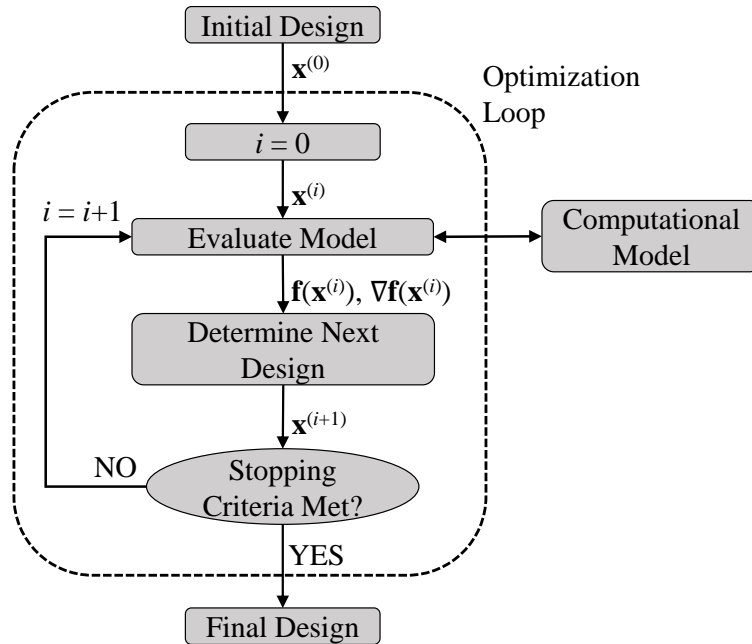 Initial Design
x⁽⁰⁾
Optimization
Loop
i = 0
x⁽ⁱ⁾
i = i+1
Evaluate Model
Computational
Model
f(x⁽ⁱ⁾), ∇f(x⁽ⁱ⁾)
Determine Next
Design
x⁽ⁱ⁺¹⁾
NO
Stopping
Criteria Met?
YES
Final Design